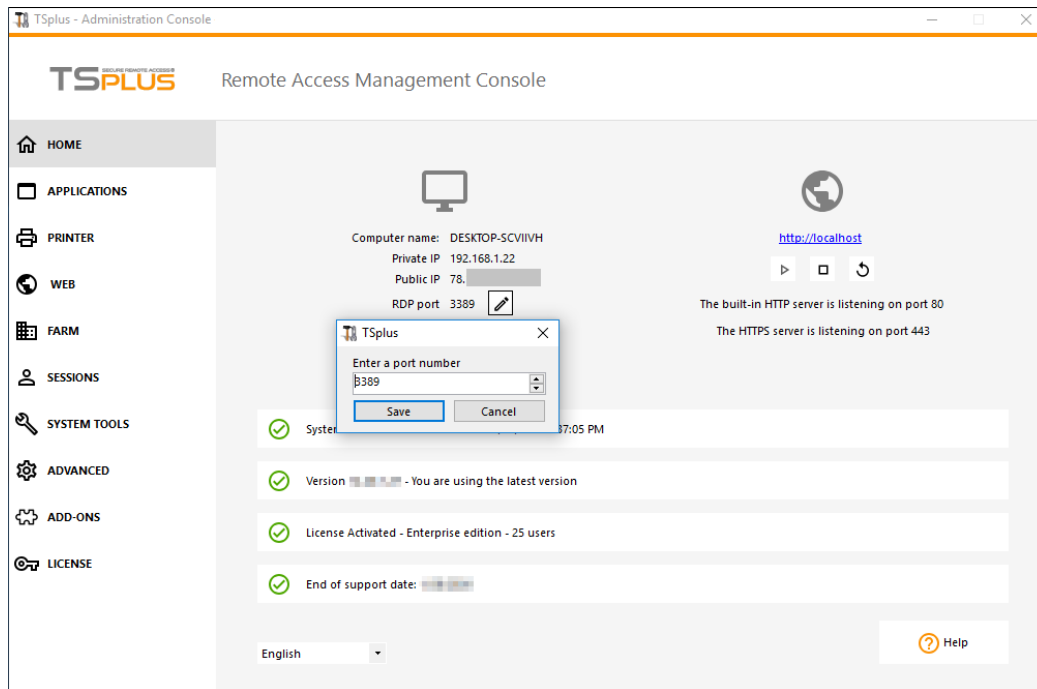 TSplus - Administration Console
TSPLUS
SECURE REMOTE ACCESS
Remote Access Management Console
HOME
APPLICATIONS
PRINTER
WEB
FARM
SESSIONS
SYSTEM TOOLS
ADVANCED
ADD-ONS
LICENSE
Computer name: DESKTOP-SCVIIVH
Private IP 192.168.1.22
Public IP 78.
RDP port 3389
http://localhost
The built-in HTTP server is listening on port 80
The HTTPS server is listening on port 443
TSplus
Enter a port number
3389
Save Cancel
37:05 PM
Version - You are using the latest version
License Activated - Enterprise edition - 25 users
End of support date:
English
Help